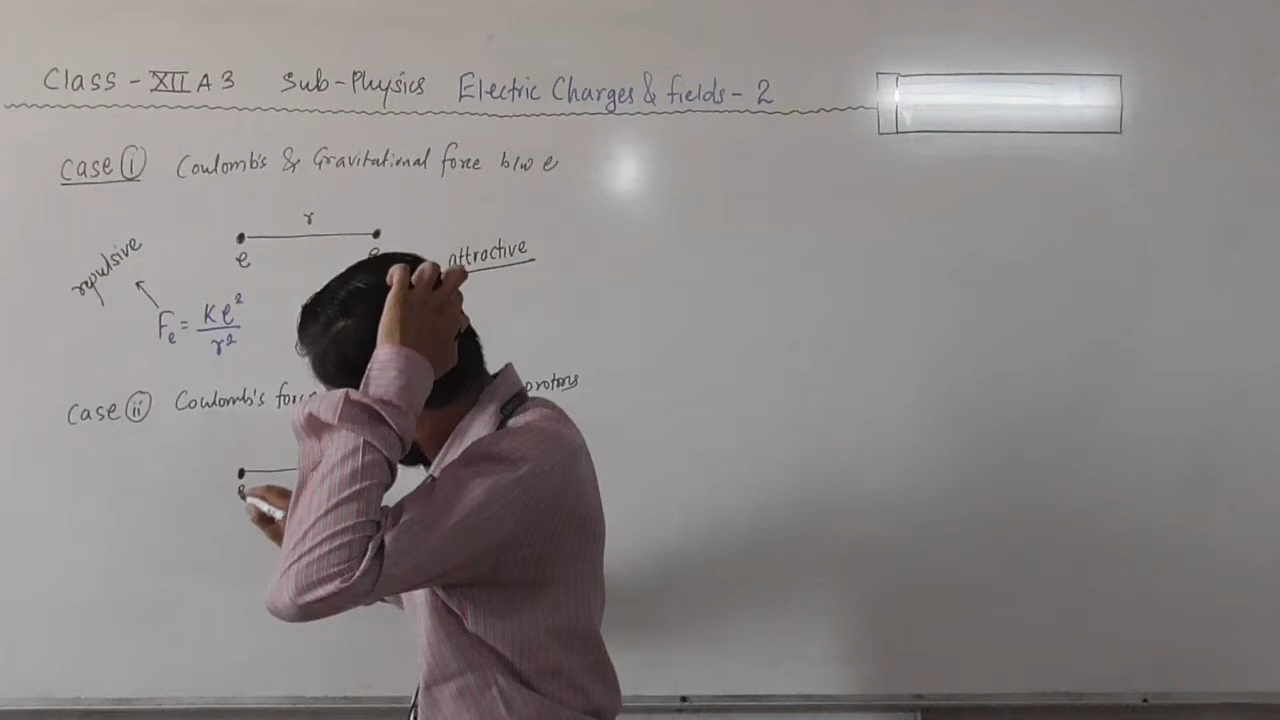 Class - XII A 3 Sub - Physics Electric Charges & fields - 2
Case (i) Coulomb's & Gravitational force b/w e
r
e
attractive
repulsive
Fe = Ke²/r²
Case (ii) Coulomb's force protons